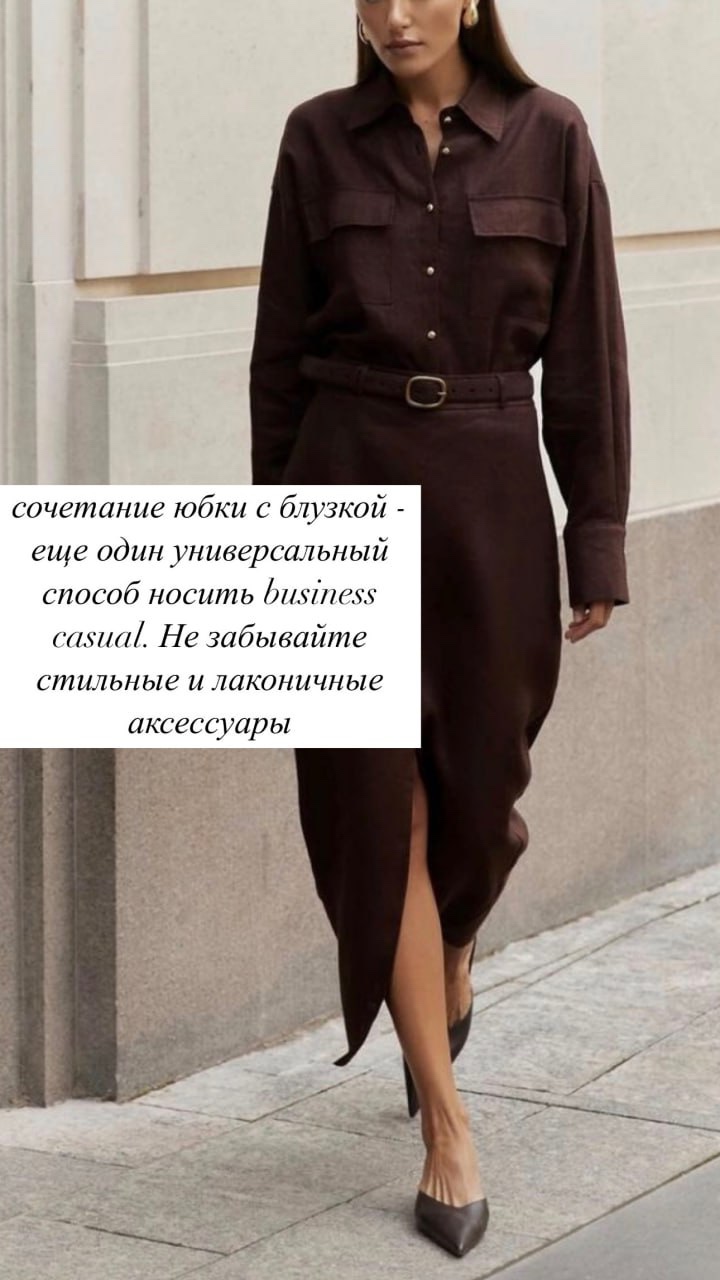 сочетание юбки с блузкой -
еще один универсальный
способ носить business
casual. Не забывайте
стильные и лаконичные
аксессуары